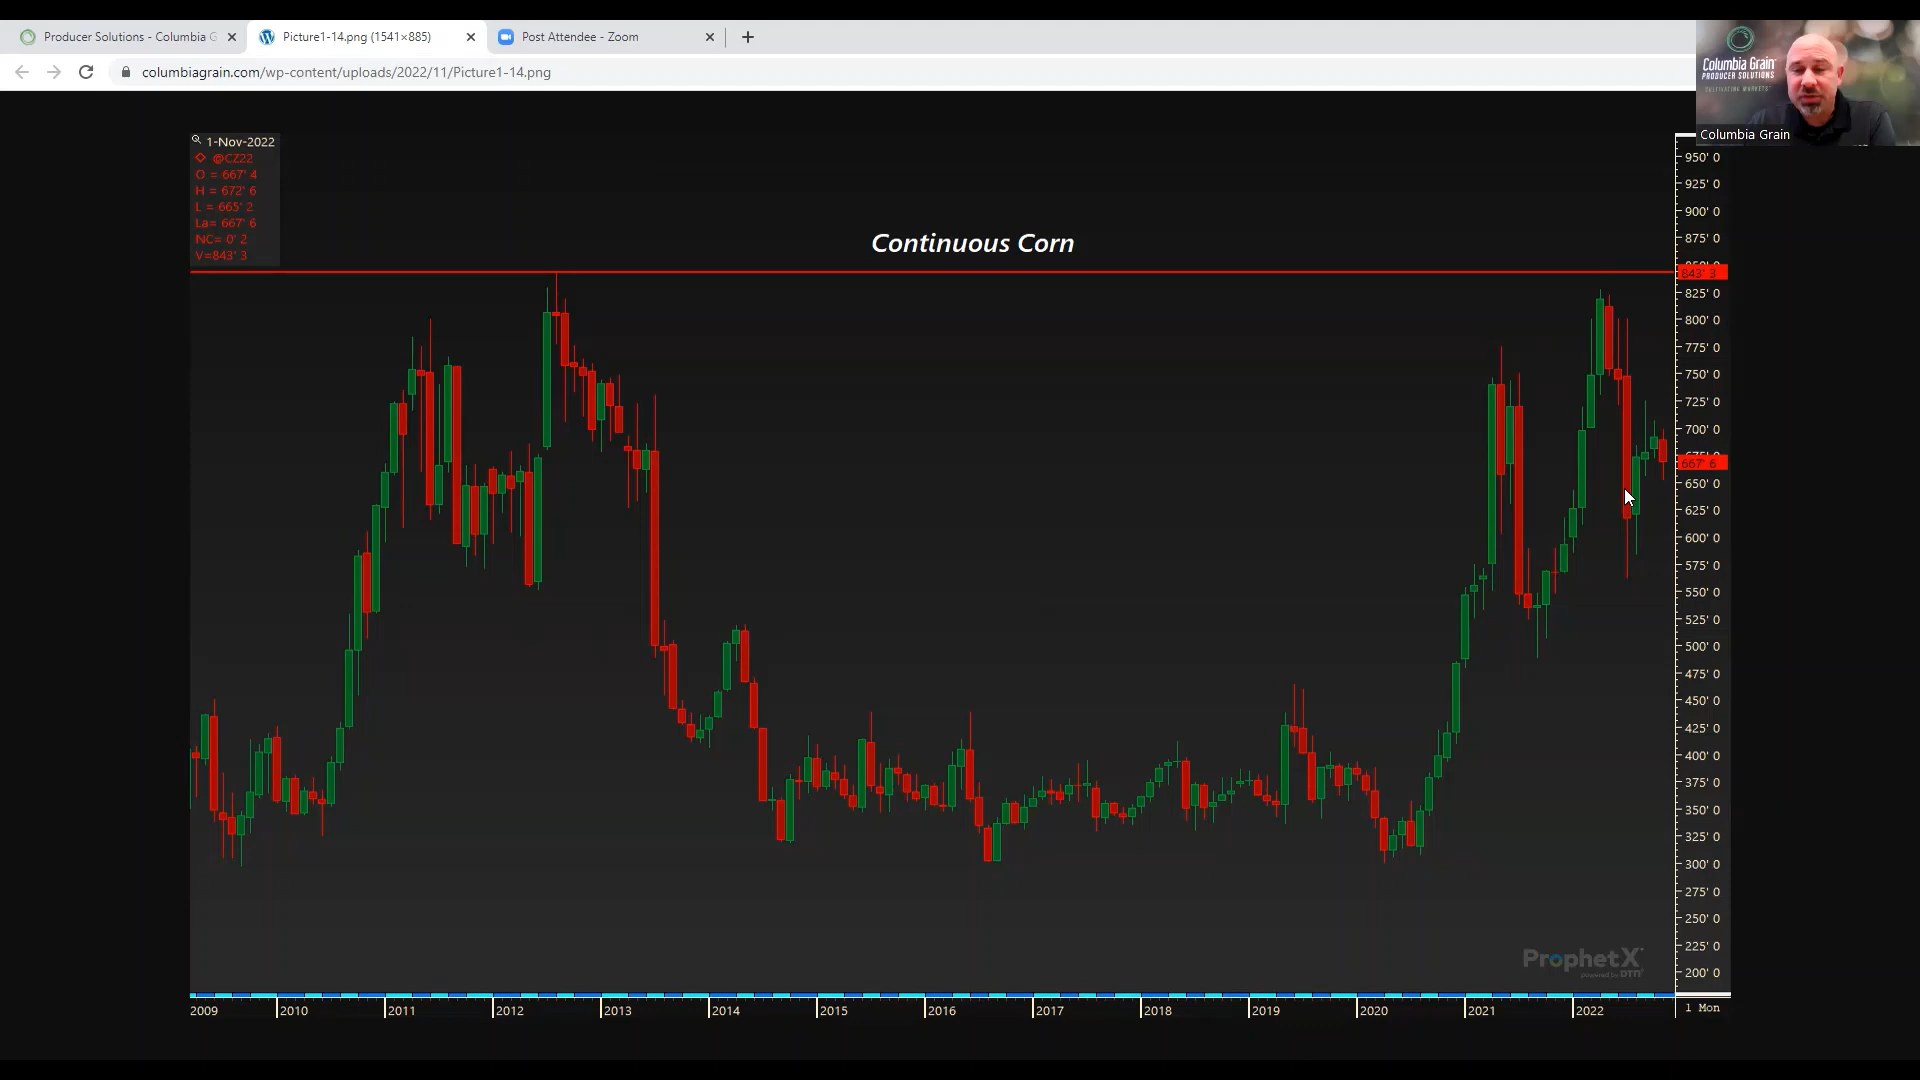 Producer Solutions - Columbia G
Picture1-14.png (1541×885)
Post Attendee - Zoom
columbiagrain.com/wp-content/uploads/2022/11/Picture1-14.png
Columbia Grain
PRODUCER SOLUTIONS
CULTIVATING MARKETS
Columbia Grain
1-Nov-2022
@CZ22
O = 667' 4
H = 672' 6
L = 665' 2
La= 667' 6
NC= 0' 2
V=843' 3
Continuous Corn
950' 0
925' 0
900' 0
875' 0
843' 3
825' 0
800' 0
775' 0
750' 0
725' 0
700' 0
667' 6
650' 0
625' 0
600' 0
575' 0
550' 0
525' 0
500' 0
475' 0
450' 0
425' 0
400' 0
375' 0
350' 0
325' 0
300' 0
275' 0
250' 0
225' 0
200' 0
ProphetX
powered by DTN
2009 2010 2011 2012 2013 2014 2015 2016 2017 2018 2019 2020 2021 2022 1 Mon